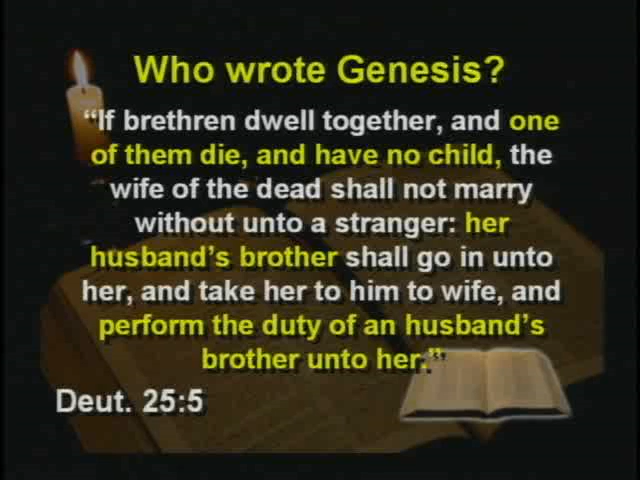 Who wrote Genesis?
“If brethren dwell together, and one
of them die, and have no child, the
wife of the dead shall not marry
without unto a stranger: her
husband’s brother shall go in unto
her, and take her to him to wife, and
perform the duty of an husband’s
brother unto her.”
Deut. 25:5